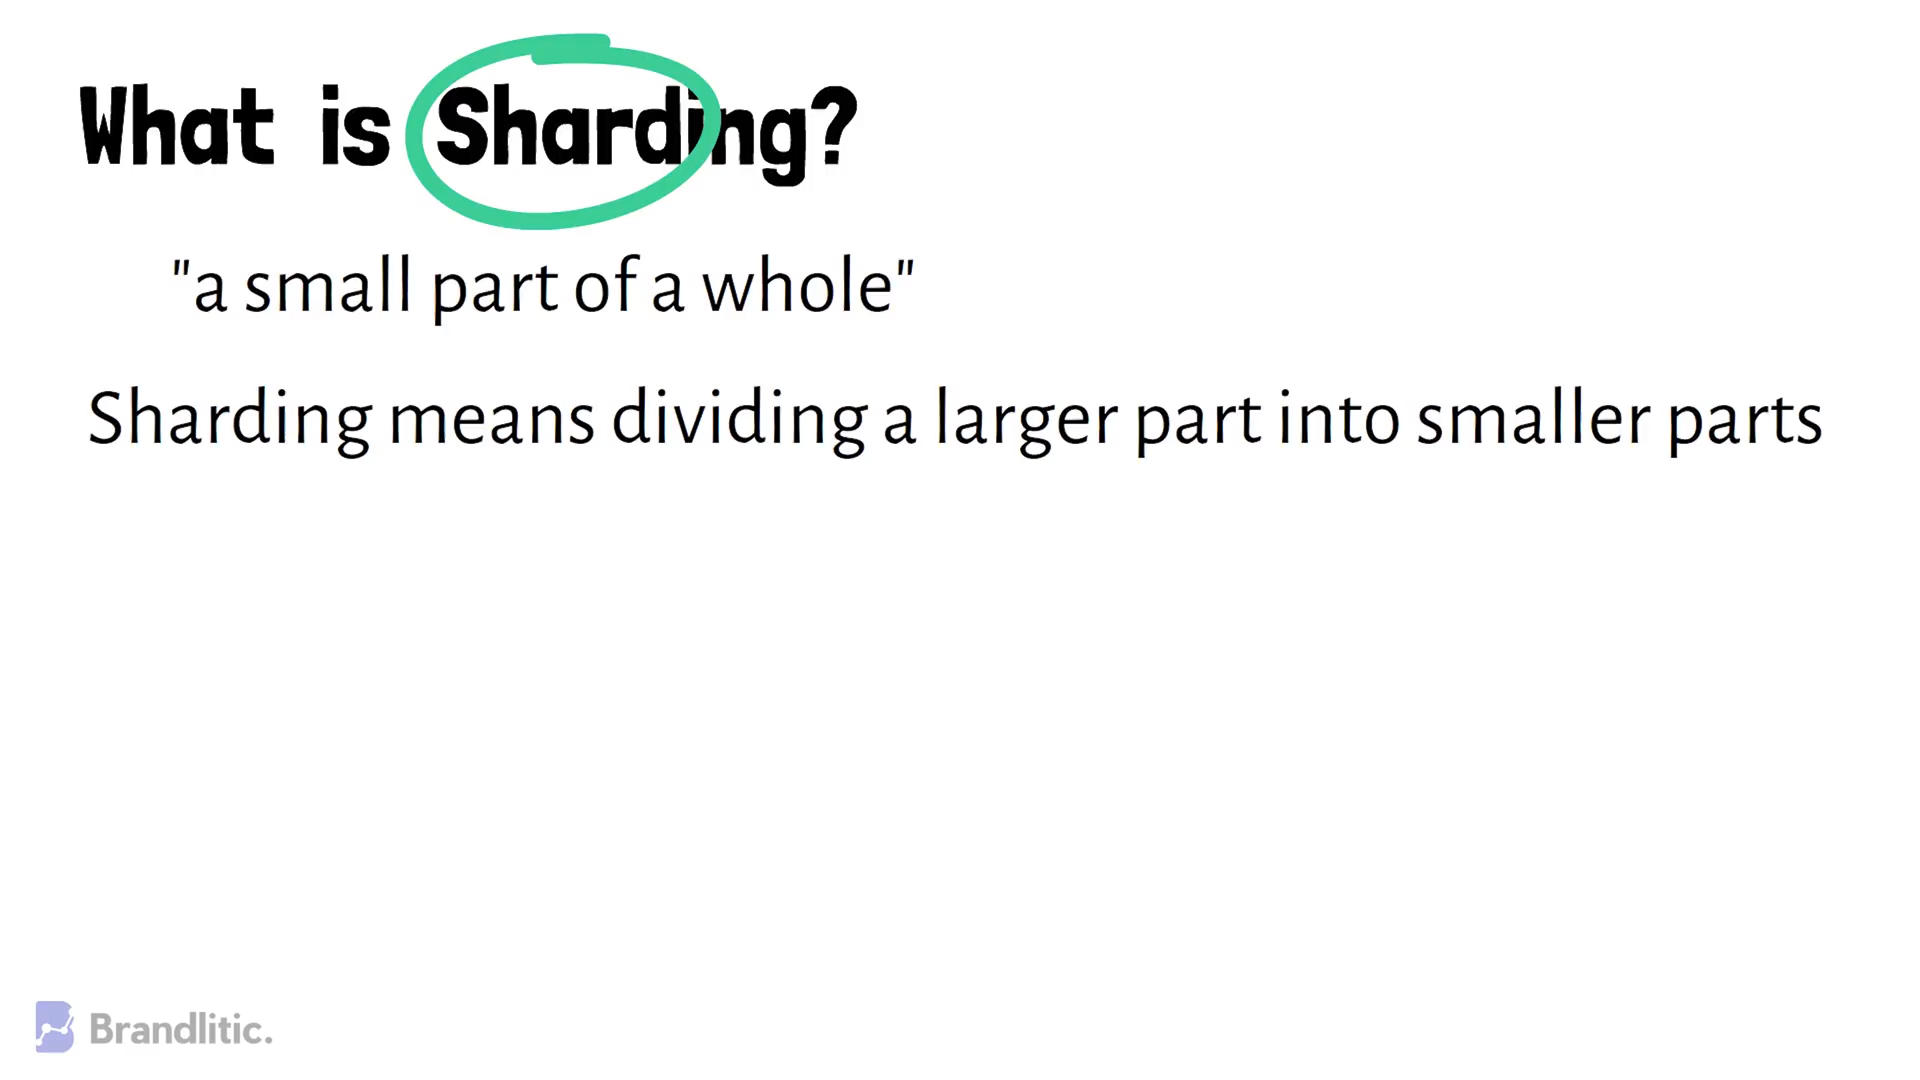 What is Sharding?
"a small part of a whole"
Sharding means dividing a larger part into smaller parts
Brandlitic.